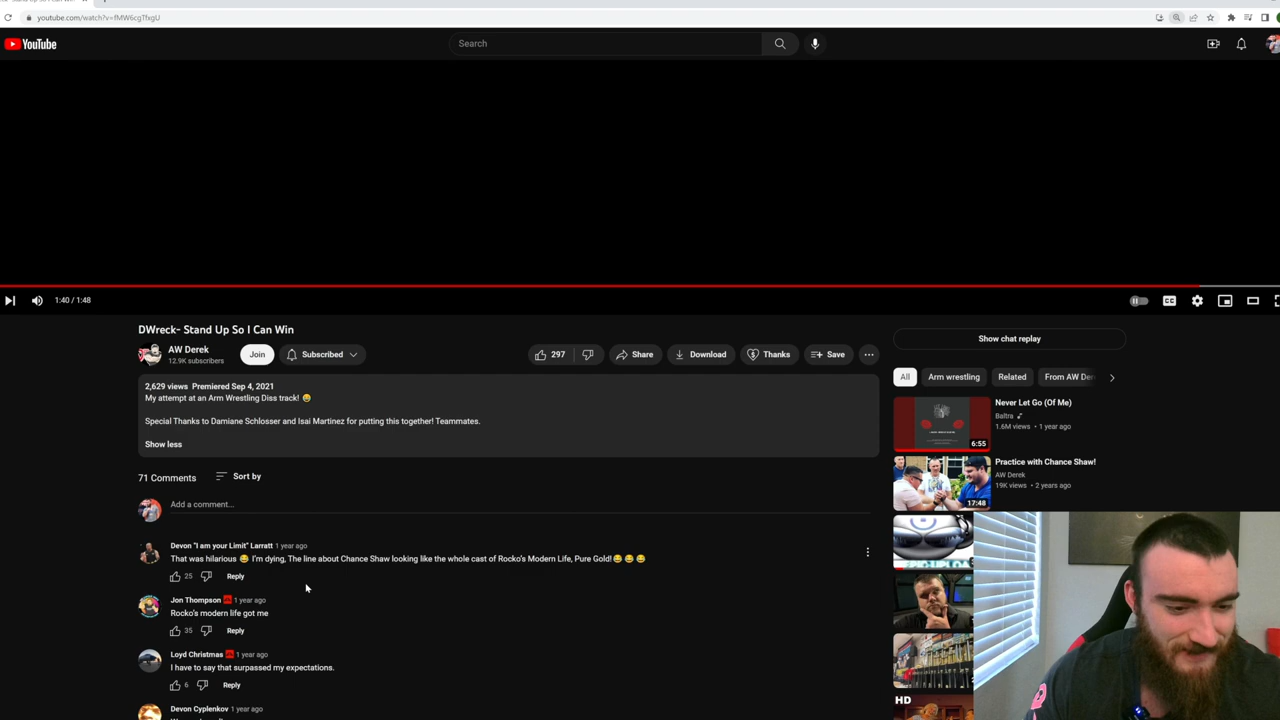 youtube.com/watch?v=fMW6cgTfxgU
YouTube
Search
1:40 / 1:48
CC
DWreck- Stand Up So I Can Win
AW Derek
12.9K subscribers
Join
Subscribed
297
Share
Download
Thanks
Save
2,629 views Premiered Sep 4, 2021
My attempt at an Arm Wrestling Diss track! 😅
Special Thanks to Damiane Schlosser and Isai Martinez for putting this together! Teammates.
Show less
71 Comments
Sort by
Add a comment...
Devon "I am your Limit" Larratt 1 year ago
That was hilarious 😂 I'm dying, The line about Chance Shaw looking like the whole cast of Rocko's Modern Life, Pure Gold!😂 😂 😂
25
Reply
Jon Thompson 1 year ago
Rocko's modern life got me
35
Reply
Loyd Christmas 1 year ago
I have to say that surpassed my expectations.
6
Reply
Devon Cyplenkov 1 year ago
Show chat replay
All
Arm wrestling
Related
From AW Der
Never Let Go (Of Me)
Baltra
1.6M views • 1 year ago
6:55
Practice with Chance Shaw!
AW Derek
19K views • 2 years ago
17:48
HD